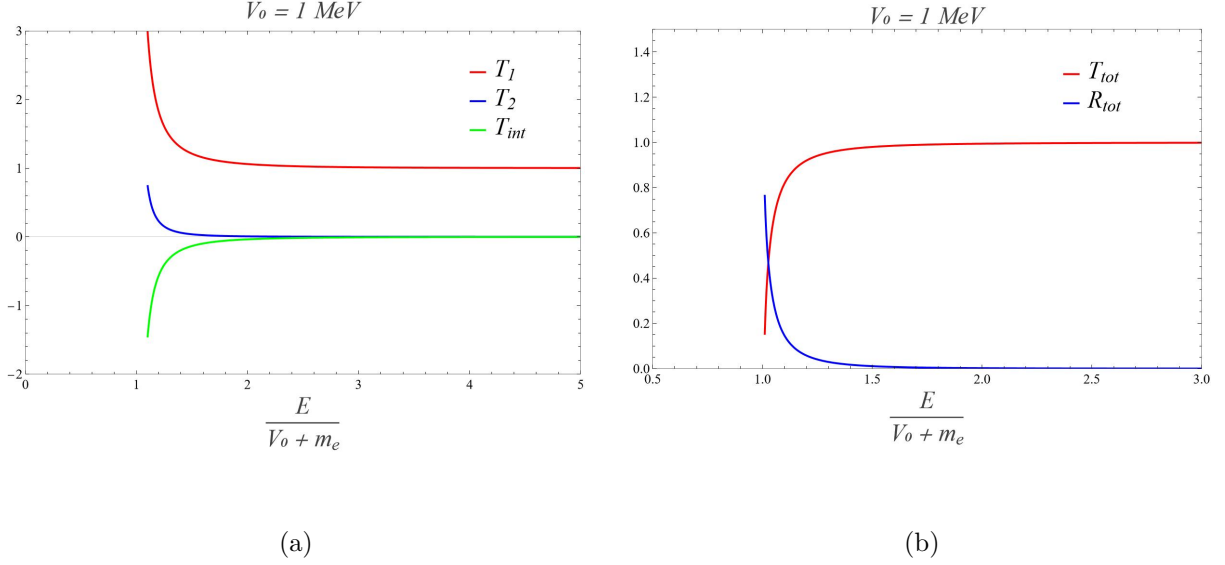 V₀ = 1 MeV
3
2
1
0
−1
−2
T₁
T₂
T_int
0 1 2 3 4 5
E
V₀ + mₑ
(a)
V₀ = 1 MeV
1.4
1.2
1.0
0.8
0.6
0.4
0.2
0.0
T_tot
R_tot
0.5 1.0 1.5 2.0 2.5 3.0
E
V₀ + mₑ
(b)